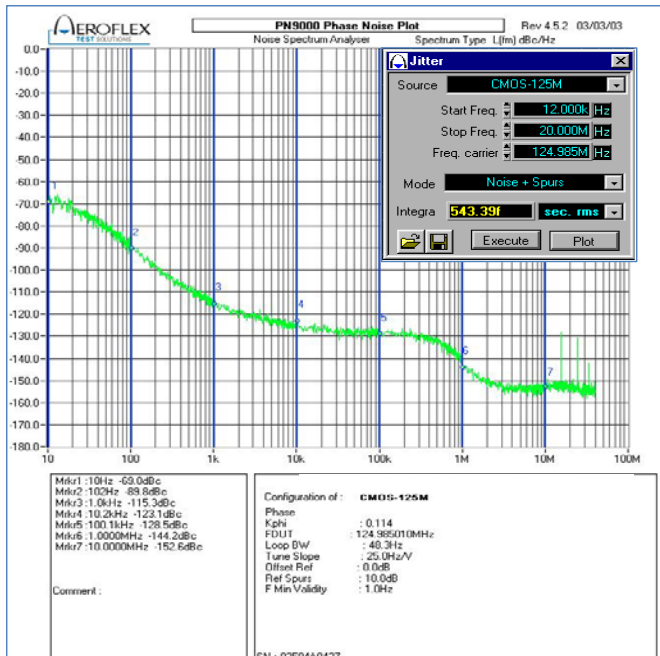 AEROFLEX
TEST SOLUTIONS
PN9000 Phase Noise Plot
Rev 4.5.2 03/03/03
Noise Spectrum Analyser
Spectrum Type L(fm) dBc/Hz
0.0
-10.0
-20.0
-30.0
-40.0
-50.0
-60.0
-70.0
-80.0
-90.0
-100.0
-110.0
-120.0
-130.0
-140.0
-150.0
-160.0
-170.0
-180.0
10
100
1k
10k
100k
1M
10M
100M
1
2
3
4
5
6
7
Jitter
Source CMOS-125M
Start Freq. 12.000k Hz
Stop Freq. 20.000M Hz
Freq. carrier 124.985M Hz
Mode Noise + Spurs
Integra 543.39f sec. rms
Execute Plot
Mrkr1 :10Hz -69.0dBc
Mrkr2 :102Hz -89.8dBc
Mrkr3 :1.0kHz -115.3dBc
Mrkr4 :10.2kHz -123.1dBc
Mrkr5 :100.1kHz -128.5dBc
Mrkr6 :1.0000MHz -144.2dBc
Mrkr7 :10.0000MHz -152.6dBc
Comment :
Configuration of : CMOS-125M
Phase
Kphi : 0.114
FDUT : 124.985010MHz
Loop BW : 48.3Hz
Tune Slope : 25.0Hz/V
Offset Ref : 0.0dB
Ref Spurs : 10.0dB
F Min Validity : 1.0Hz